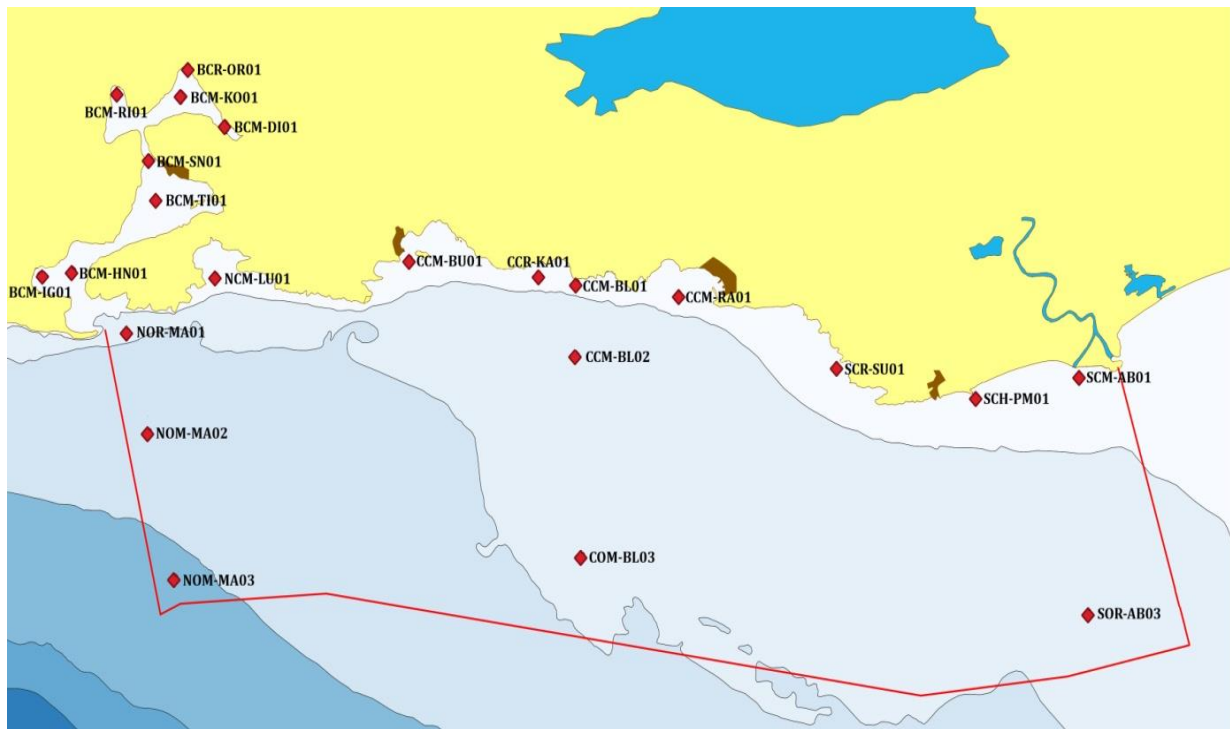 BCR-OR01
BCM-RI01
BCM-KO01
BCM-DI01
BCM-SN01
BCM-TI01
BCM-HN01
BCM-IG01
NCM-LU01
CCM-BU01
CCR-KA01
CCM-BL01
CCM-RA01
NOR-MA01
CCM-BL02
SCR-SU01
SCM-AB01
SCH-PM01
NOM-MA02
COM-BL03
NOM-MA03
SOR-AB03